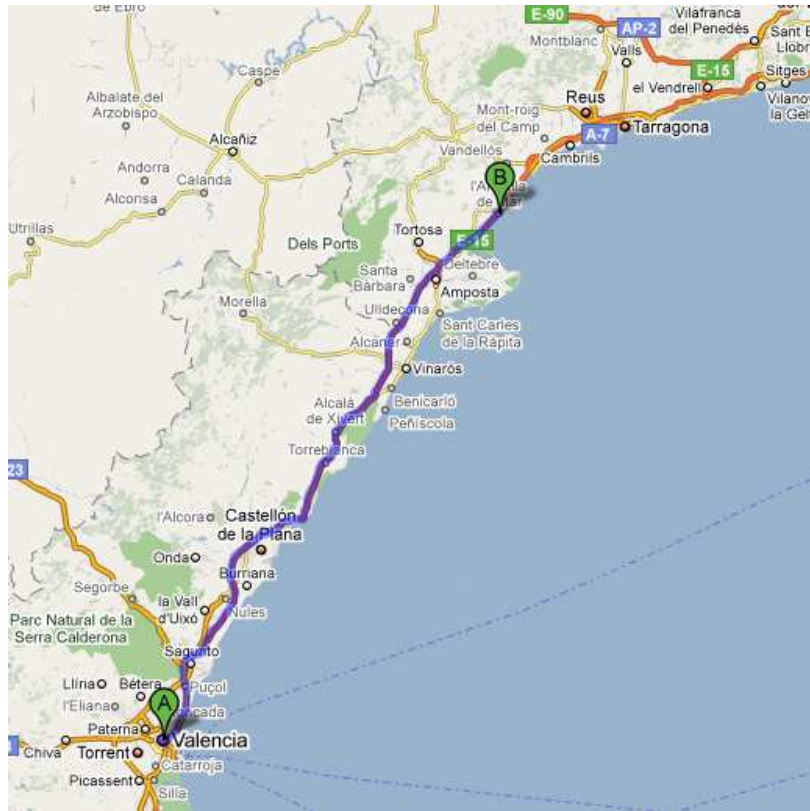 de Ebro
E-90
AP-2
Vilafranca
del Penedès
Montblanc
Valls
Sant
Llobr
E-15
Sitges
el Vendrell
Vilanov
la Gelt
Caspe
Albalate del
Arzobispo
Alcañiz
Mont-roig
del Camp
Reus
A-7
Tarragona
Cambrils
Vandellós
Andorra
Calanda
Alcorisa
B
Utrillas
Tortosa
E-15
Dels Ports
Santa
Bàrbara
Deltebre
Amposta
Morella
Ulldecona
Sant Carles
de la Ràpita
Alcanar
Vinaròs
Benicarló
Peñíscola
Alcalá
de Xivert
Torreblanca
23
l'Alcora
Castellón
de la Plana
Onda
Burriana
Segorbe
la Vall
d'Uixó
Nules
Parc Natural de la
Serra Calderona
Sagunto
Llíria
Bétera
Puçol
l'Eliana
A
Paterna
Valencia
Chiva
Torrent
Catarroja
Picassent
Silla